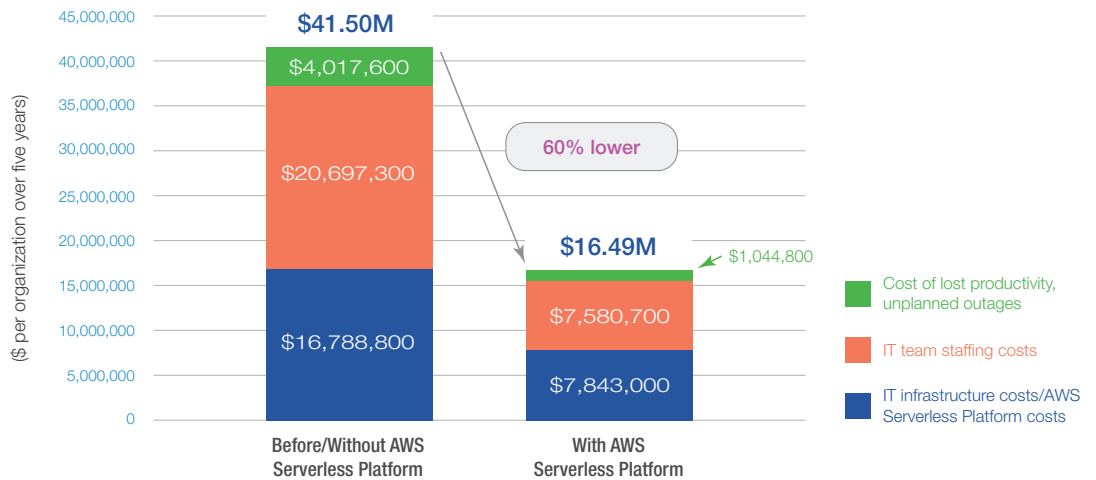 ($ per organization over five years)
45,000,000
40,000,000
35,000,000
30,000,000
25,000,000
20,000,000
15,000,000
10,000,000
5,000,000
0
$41.50M
$4,017,600
$20,697,300
$16,788,800
60% lower
$16.49M
$1,044,800
$7,580,700
$7,843,000
Before/Without AWS
Serverless Platform
With AWS
Serverless Platform
Cost of lost productivity,
unplanned outages
IT team staffing costs
IT infrastructure costs/AWS
Serverless Platform costs